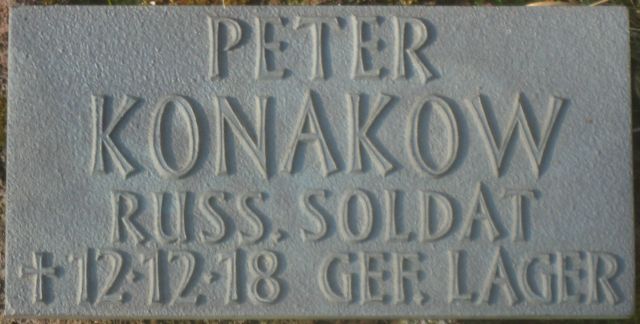 PETER
KONAKOW
RUSS. SOLDAT
† 12·12·18 GEF. LAGER